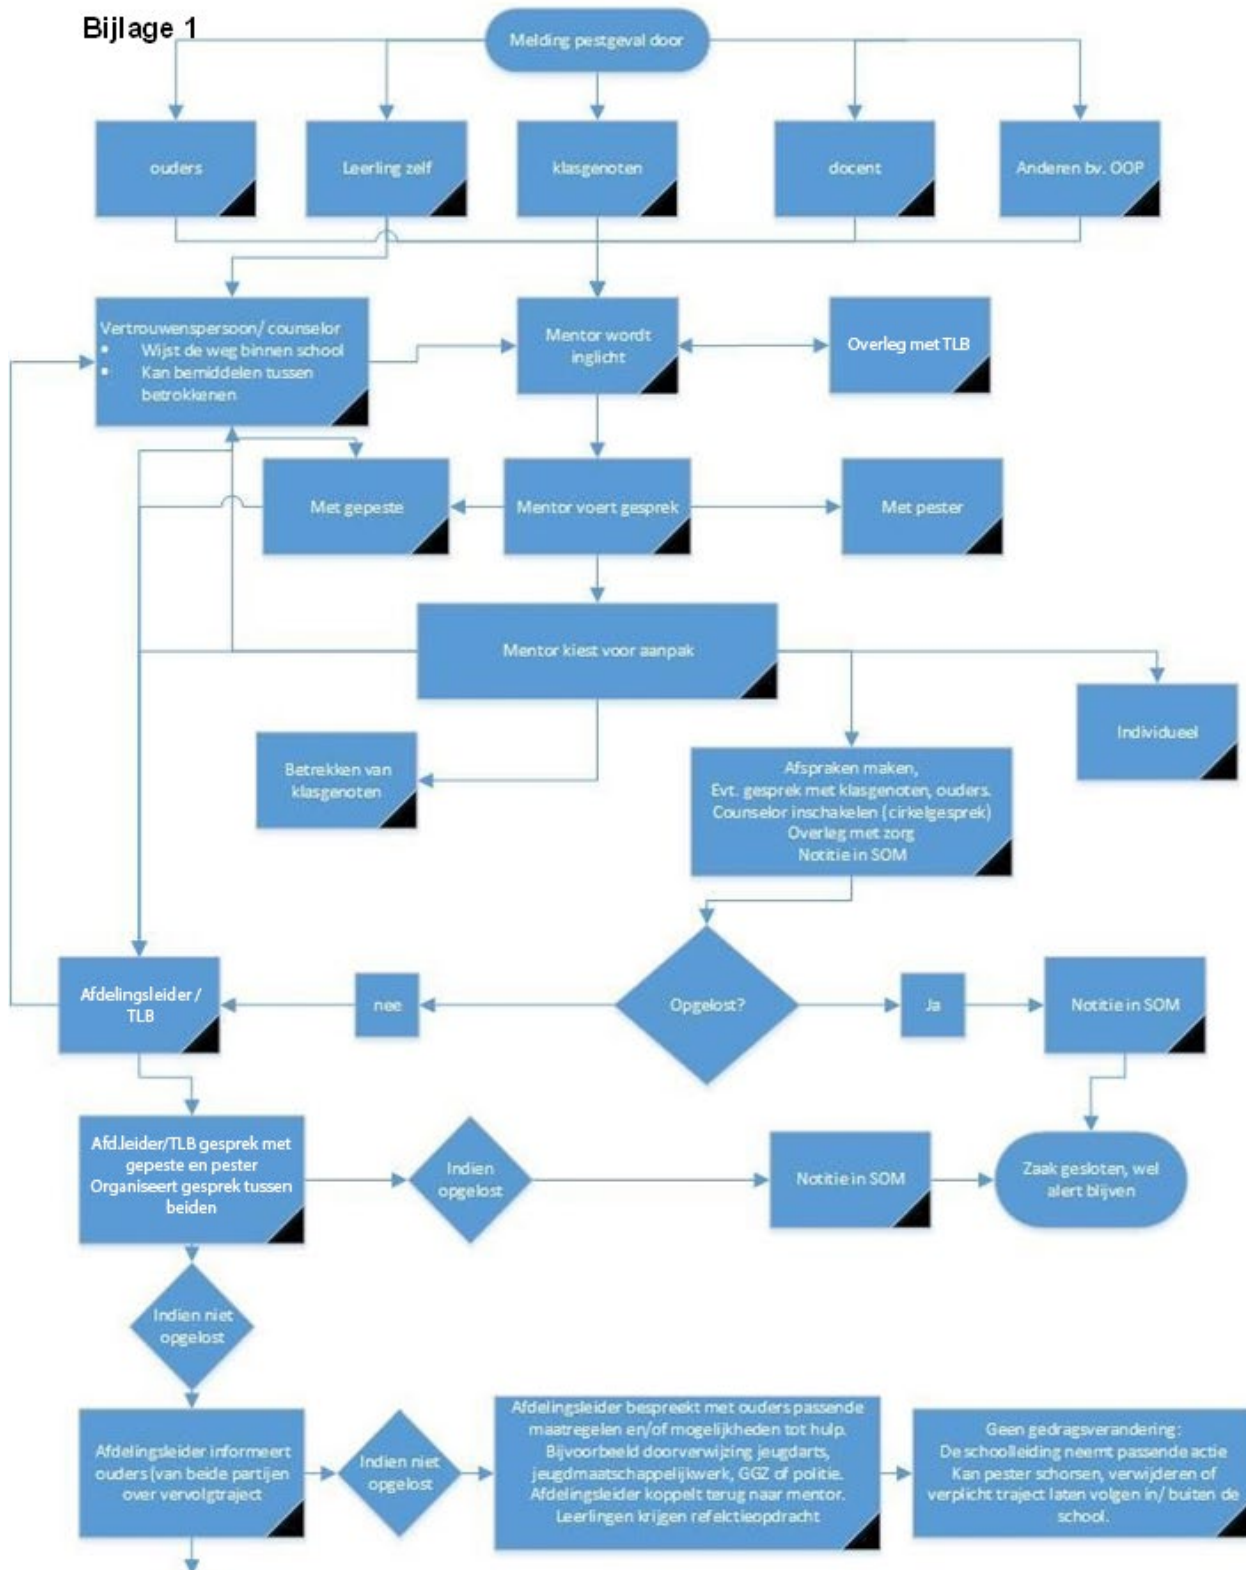 Bijlage 1
Melding pestgeval door
ouders
Leerling zelf
klasgenoten
docent
Anderen bv. OOP
Vertrouwenspersoon/ counselor
• Wijst de weg binnen school
• Kan bemiddelen tussen
betrokkenen
Mentor wordt
inglicht
Overleg met TLB
Met gepeste
Mentor voert gesprek
Met pester
Mentor kiest voor aanpak
Individueel
Betrekken van
klasgenoten
Afspraken maken,
Evt. gesprek met klasgenoten, ouders.
Counselor inschakelen (cirkelgesprek)
Overleg met zorg
Notitie in SOM
Afdelingsleider /
TLB
nee
Opgelost?
Ja
Notitie in SOM
Afd.leider/TLB gesprek met
gepeste en pester
Organiseert gesprek tussen
beiden
Indien
opgelost
Notitie in SOM
Zaak gesloten, wel
alert blijven
Indien niet
opgelost
Afdelingsleider informeert
ouders (van beide partijen
over vervolgtraject
Indien niet
opgelost
Afdelingsleider bespreekt met ouders passende
maatregelen en/of mogelijkheden tot hulp.
Bijvoorbeeld doorverwijzing jeugdarts,
jeugdmaatschappelijkwerk, GGZ of politie.
Afdelingsleider koppelt terug naar mentor.
Leerlingen krijgen refelctieopdracht
Geen gedragsverandering:
De schoolleiding neemt passende actie
Kan pester schorsen, verwijderen of
verplicht traject laten volgen in/ buiten de
school.